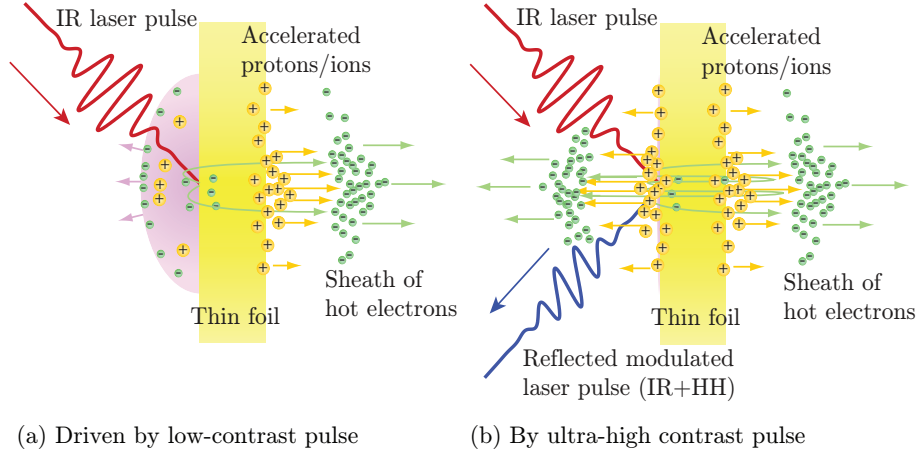 IR laser pulse
Accelerated
protons/ions
Sheath of
hot electrons
Thin foil
(a) Driven by low-contrast pulse
IR laser pulse
Accelerated
protons/ions
Sheath of
hot electrons
Thin foil
Reflected modulated
laser pulse (IR+HH)
(b) By ultra-high contrast pulse